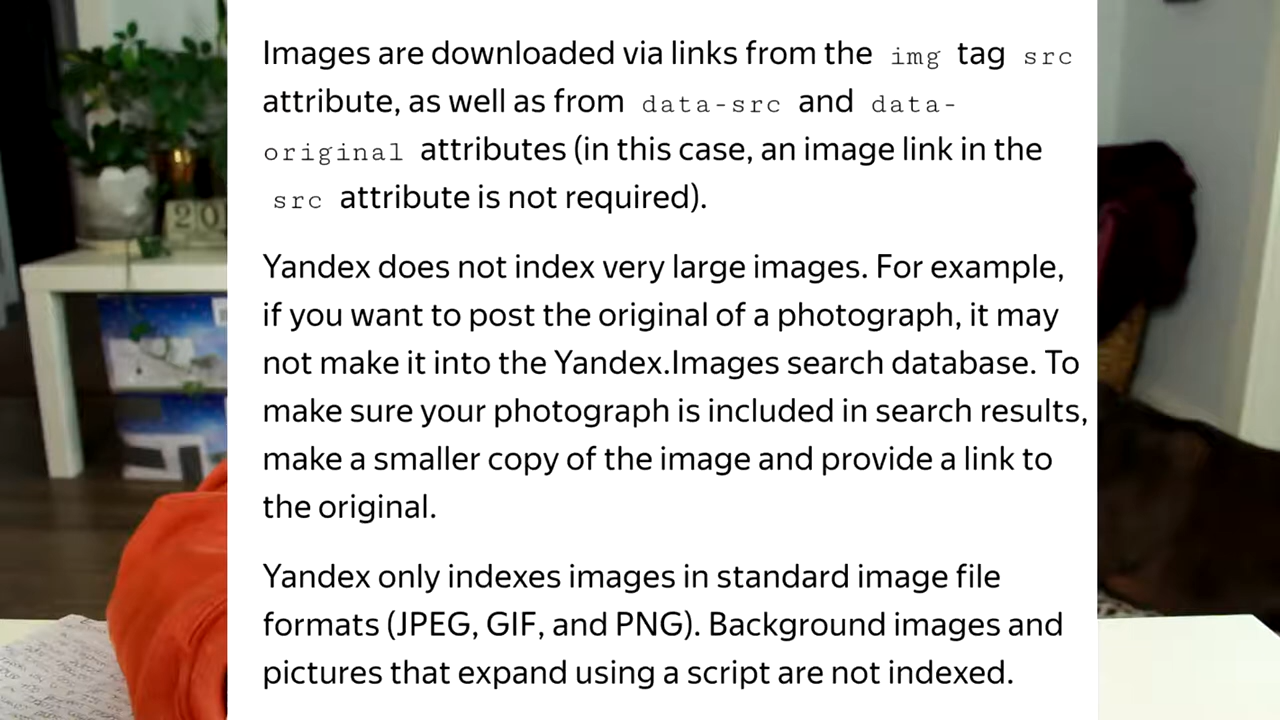 Images are downloaded via links from the img tag src
attribute, as well as from data-src and data-
original attributes (in this case, an image link in the
src attribute is not required).
Yandex does not index very large images. For example,
if you want to post the original of a photograph, it may
not make it into the Yandex.Images search database. To
make sure your photograph is included in search results,
make a smaller copy of the image and provide a link to
the original.
Yandex only indexes images in standard image file
formats (JPEG, GIF, and PNG). Background images and
pictures that expand using a script are not indexed.
20